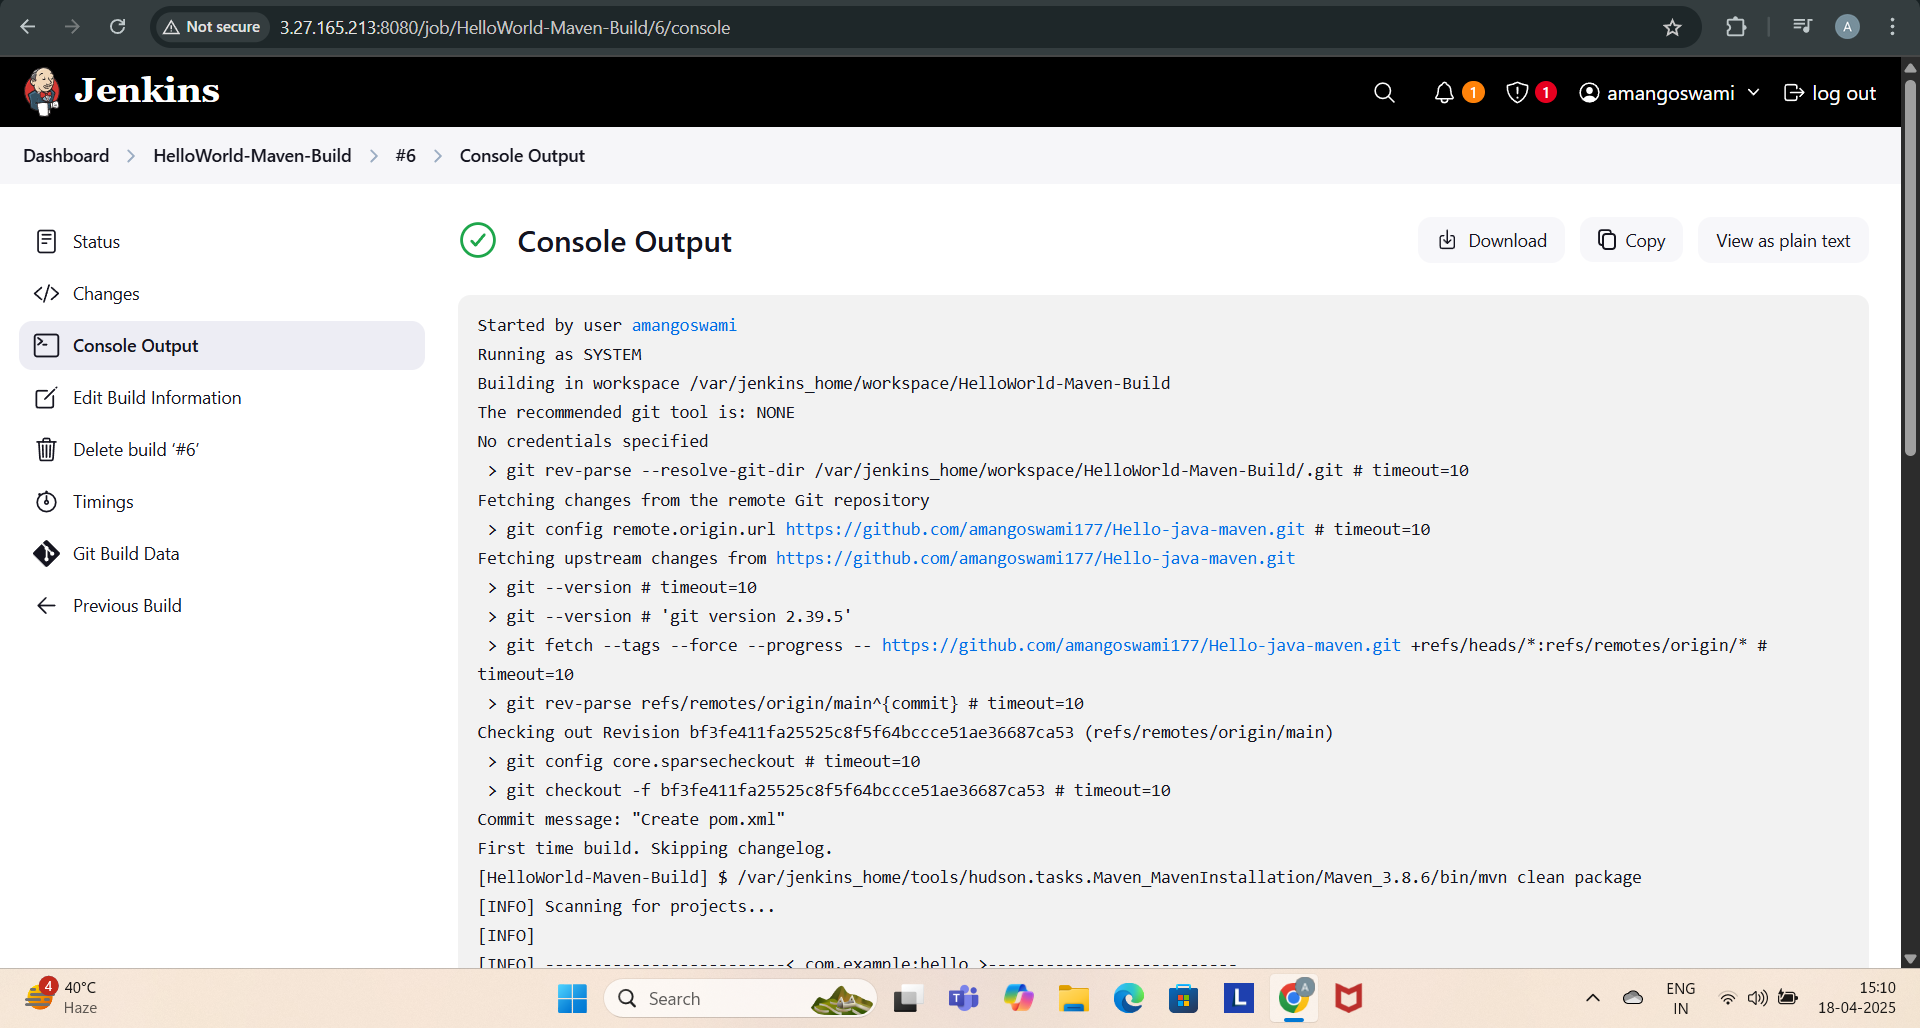 Not secure 3.27.165.213:8080/job/HelloWorld-Maven-Build/6/console
A
Jenkins
1
1
amangoswami
log out
Dashboard > HelloWorld-Maven-Build > #6 > Console Output
Status
Changes
Console Output
Edit Build Information
Delete build ‘#6’
Timings
Git Build Data
Previous Build
Console Output
Download
Copy
View as plain text
Started by user amangoswami
Running as SYSTEM
Building in workspace /var/jenkins_home/workspace/HelloWorld-Maven-Build
The recommended git tool is: NONE
No credentials specified
> git rev-parse --resolve-git-dir /var/jenkins_home/workspace/HelloWorld-Maven-Build/.git # timeout=10
Fetching changes from the remote Git repository
> git config remote.origin.url https://github.com/amangoswami177/Hello-java-maven.git # timeout=10
Fetching upstream changes from https://github.com/amangoswami177/Hello-java-maven.git
> git --version # timeout=10
> git --version # 'git version 2.39.5'
> git fetch --tags --force --progress -- https://github.com/amangoswami177/Hello-java-maven.git +refs/heads/*:refs/remotes/origin/* #
timeout=10
> git rev-parse refs/remotes/origin/main^{commit} # timeout=10
Checking out Revision bf3fe411fa25525c8f5f64bccce51ae36687ca53 (refs/remotes/origin/main)
> git config core.sparsecheckout # timeout=10
> git checkout -f bf3fe411fa25525c8f5f64bccce51ae36687ca53 # timeout=10
Commit message: "Create pom.xml"
First time build. Skipping changelog.
[HelloWorld-Maven-Build] $ /var/jenkins_home/tools/hudson.tasks.Maven_MavenInstallation/Maven_3.8.6/bin/mvn clean package
[INFO] Scanning for projects...
[INFO]
[INFO] -------------------------< com.example:hello >--------------------------
4
40°C
Haze
Search
L
A
ENG
IN
15:10
18-04-2025